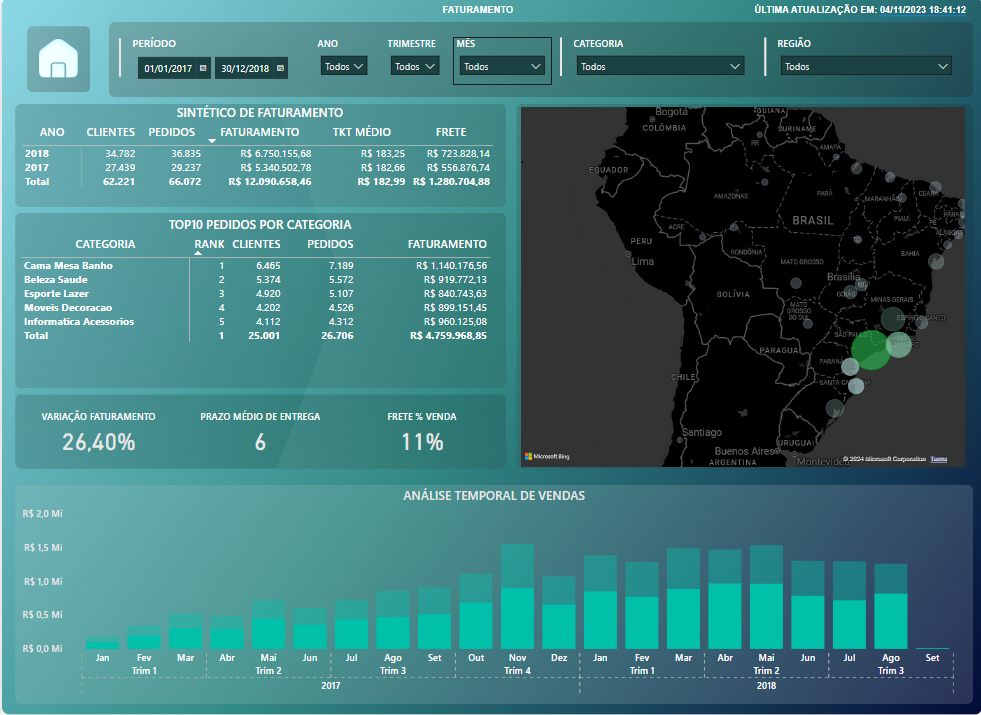 FATURAMENTO
ÚLTIMA ATUALIZAÇÃO EM: 04/11/2023 18:41:12
PERÍODO ANO TRIMESTRE MÊS CATEGORIA REGIÃO
01/01/2017 30/12/2018 Todos Todos Todos Todos Todos
SINTÉTICO DE FATURAMENTO
ANO CLIENTES PEDIDOS FATURAMENTO TKT MÉDIO FRETE
2018 34.782 36.835 R$ 6.750.155,68 R$ 183,25 R$ 723.828,14
2017 27.439 29.237 R$ 5.340.502,78 R$ 182,66 R$ 556.876,74
Total 62.221 66.072 R$ 12.090.658,46 R$ 182,99 R$ 1.280.704,88
TOP10 PEDIDOS POR CATEGORIA
CATEGORIA RANK CLIENTES PEDIDOS FATURAMENTO
Cama Mesa Banho 1 6.465 7.189 R$ 1.140.176,56
Beleza Saude 2 5.374 5.572 R$ 919.772,13
Esporte Lazer 3 4.920 5.107 R$ 840.743,63
Moveis Decoracao 4 4.202 4.526 R$ 899.151,45
Informatica Acessorios 5 4.112 4.312 R$ 960.125,08
Total 1 25.001 26.706 R$ 4.759.968,85
VARIAÇÃO FATURAMENTO PRAZO MÉDIO DE ENTREGA FRETE % VENDA
26,40% 6 11%
Bogotá
GUIANA
COLÔMBIA
SURINAME
RR
AMAPÁ
EQUADOR
AMAZONAS
PARÁ
MARANHÃO
CEARÁ
PIAUÍ
PE
ALAGOAS
BRASIL
ACRE
PERU
RONDÔNIA
TO
BAHIA
Lima
MATO GROSSO
Brasília
BOLÍVIA
GOIÁS
MINAS GERAIS
MATO
GROSSO
DO SUL
ESPÍRITO SANTO
SÃO PAULO
PARAGUAI
PARANÁ
CHILE
SANTA CATARINA
Santiago
URUGUAI
Buenos Aires
Montevidéu
ARGENTINA
Microsoft Bing
© 2024 Microsoft Corporation Terms
ANÁLISE TEMPORAL DE VENDAS
R$ 2,0 Mi
R$ 1,5 Mi
R$ 1,0 Mi
R$ 0,5 Mi
R$ 0,0 Mi
Jan Fev Mar Abr Mai Jun Jul Ago Set Out Nov Dez Jan Fev Mar Abr Mai Jun Jul Ago Set
Trim 1 Trim 2 Trim 3 Trim 4 Trim 1 Trim 2 Trim 3
2017 2018